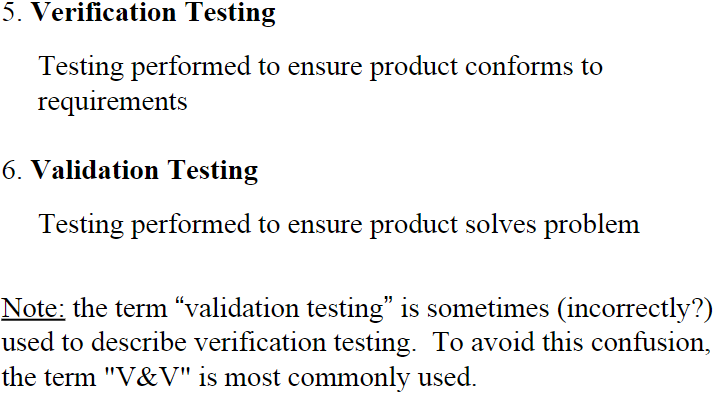 5. Verification Testing
Testing performed to ensure product conforms to
requirements
6. Validation Testing
Testing performed to ensure product solves problem
Note: the term “validation testing” is sometimes (incorrectly?)
used to describe verification testing.  To avoid this confusion,
the term "V&V" is most commonly used.